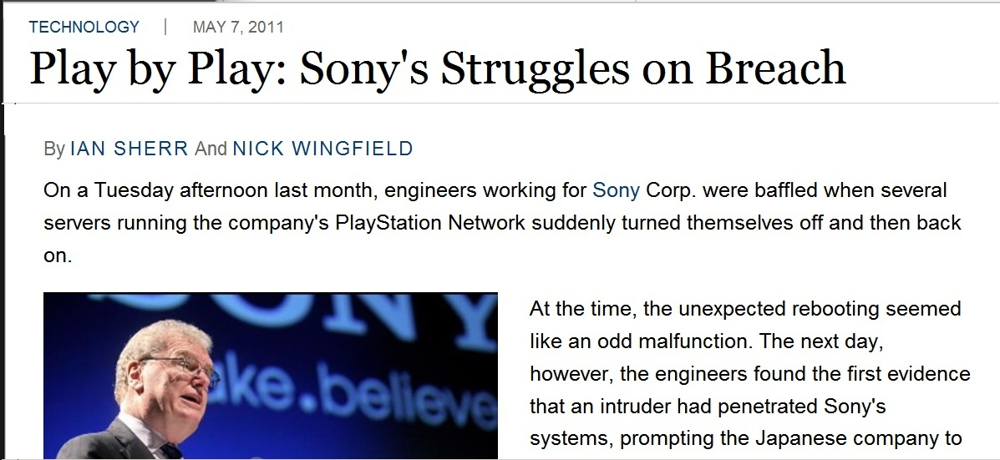 TECHNOLOGY | MAY 7, 2011
Play by Play: Sony's Struggles on Breach
By IAN SHERR And NICK WINGFIELD
On a Tuesday afternoon last month, engineers working for Sony Corp. were baffled when several
servers running the company's PlayStation Network suddenly turned themselves off and then back
on.
SONY
ake.believe
At the time, the unexpected rebooting seemed
like an odd malfunction. The next day,
however, the engineers found the first evidence
that an intruder had penetrated Sony's
systems, prompting the Japanese company to